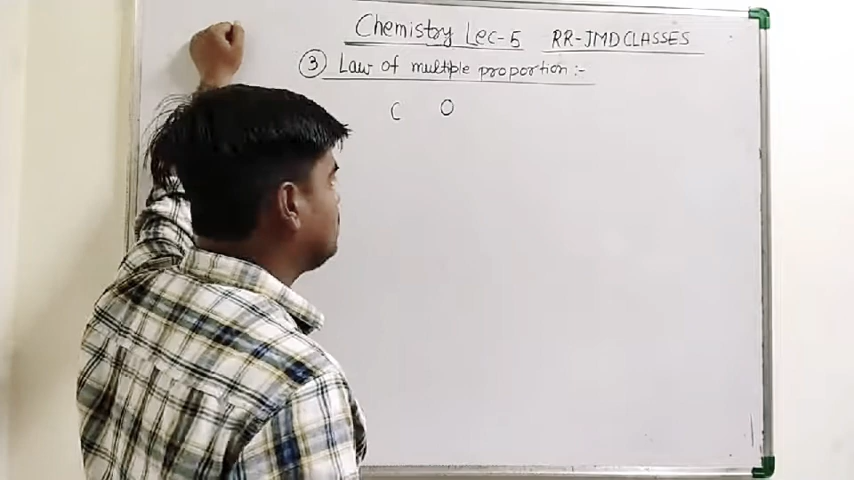 Chemistry Lec-5 RR-JMD CLASSES
3 Law of multiple proportion :-
C O